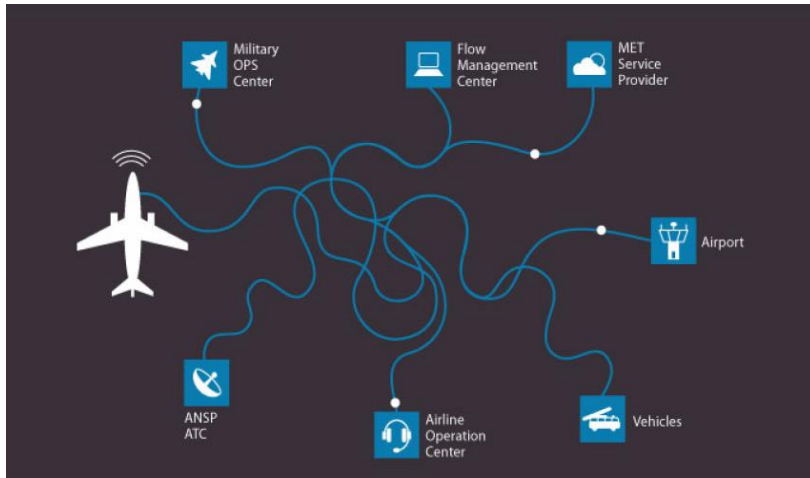 Military
OPS
Center
Flow
Management
Center
MET
Service
Provider
Airport
ANSP
ATC
Airline
Operation
Center
Vehicles